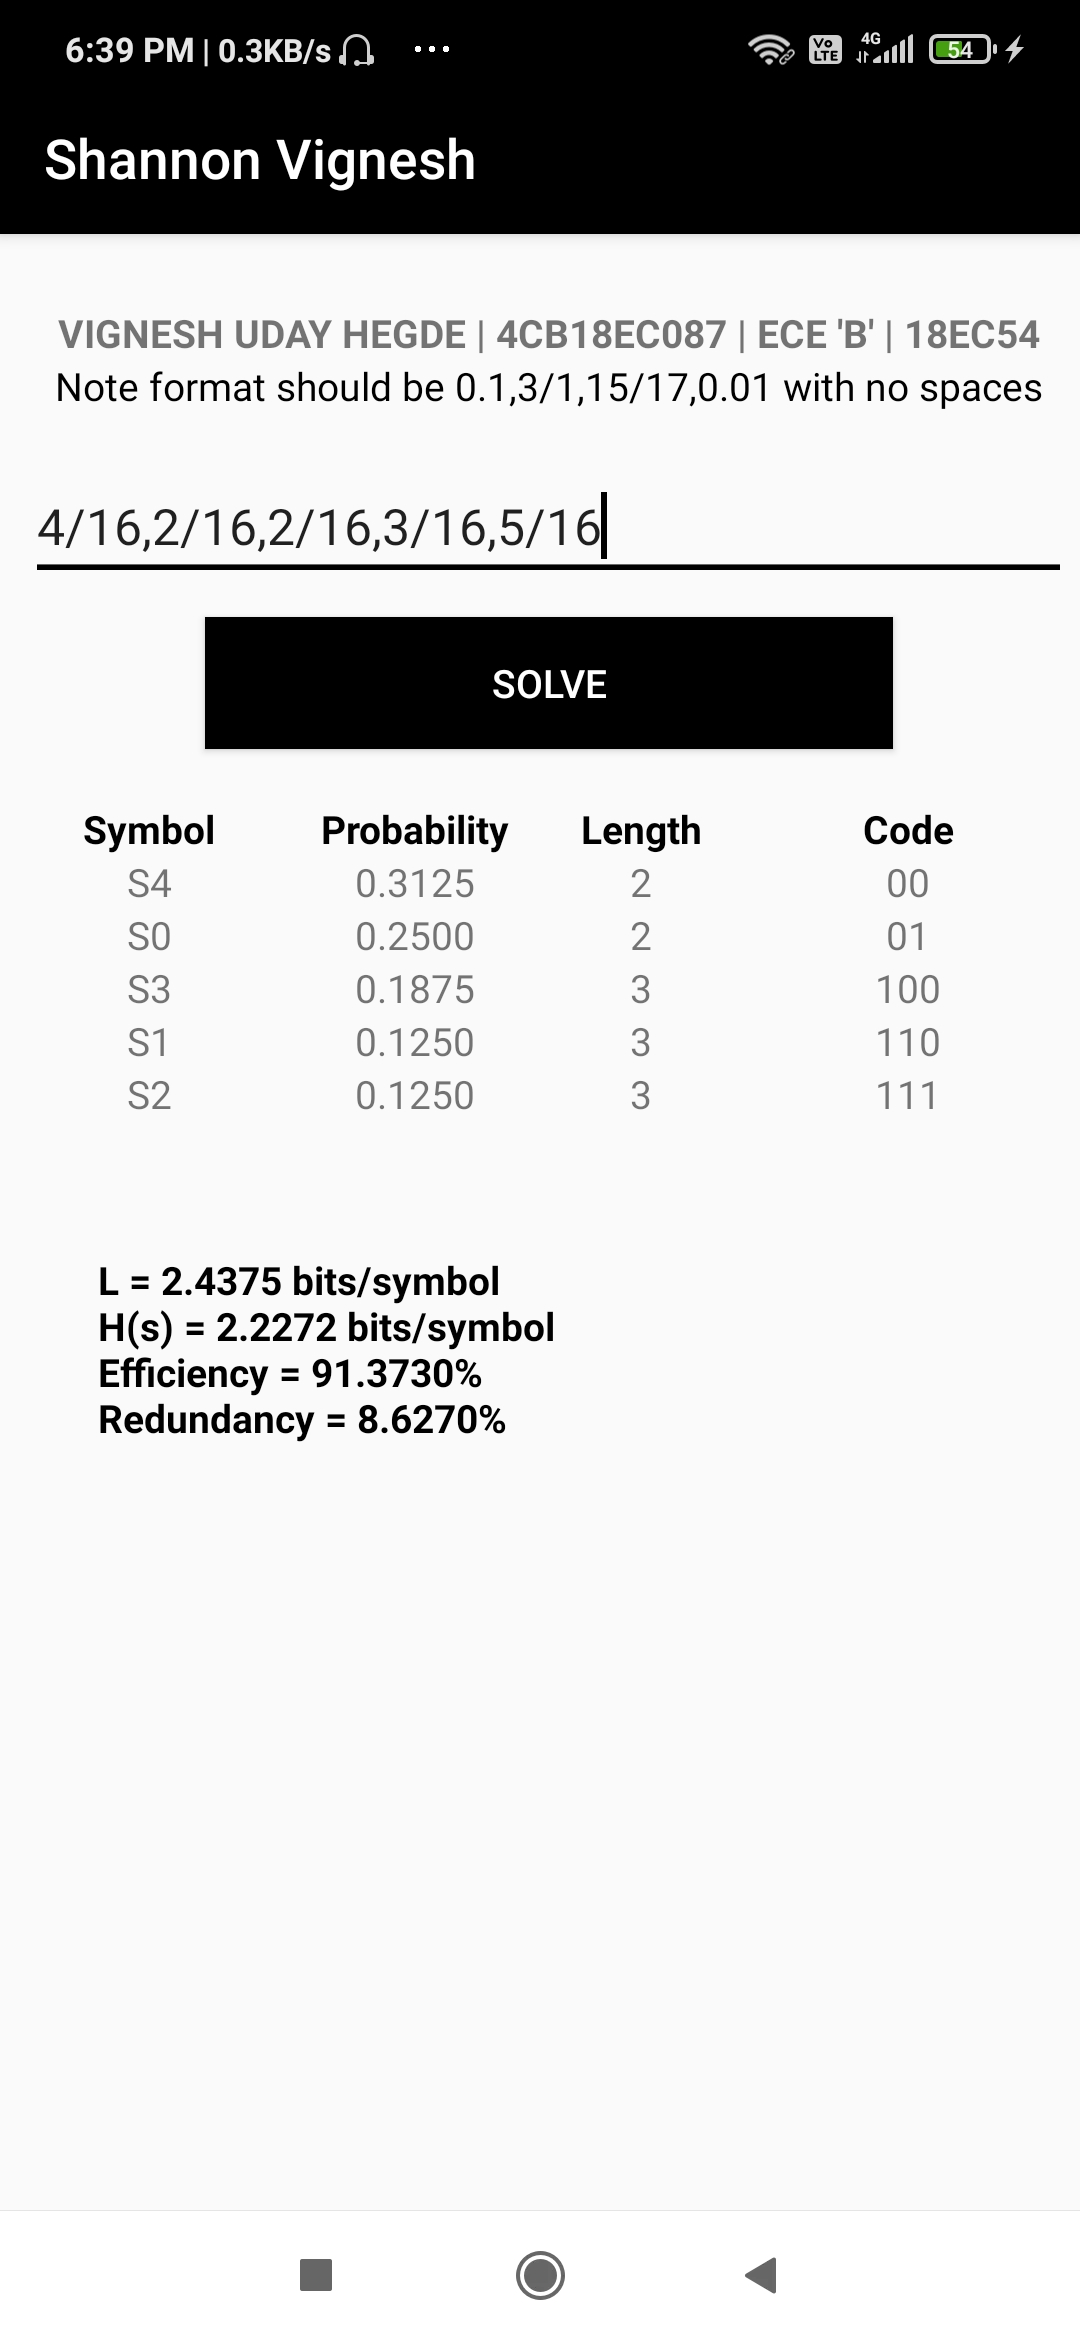 6:39 PM | 0.3KB/s ... Vo LTE 4G 54
Shannon Vignesh
VIGNESH UDAY HEGDE | 4CB18EC087 | ECE 'B' | 18EC54
Note format should be 0.1,3/1,15/17,0.01 with no spaces
4/16,2/16,2/16,3/16,5/16
SOLVE
Symbol Probability Length Code
S4 0.3125 2 00
S0 0.2500 2 01
S3 0.1875 3 100
S1 0.1250 3 110
S2 0.1250 3 111
L = 2.4375 bits/symbol
H(s) = 2.2272 bits/symbol
Efficiency = 91.3730%
Redundancy = 8.6270%